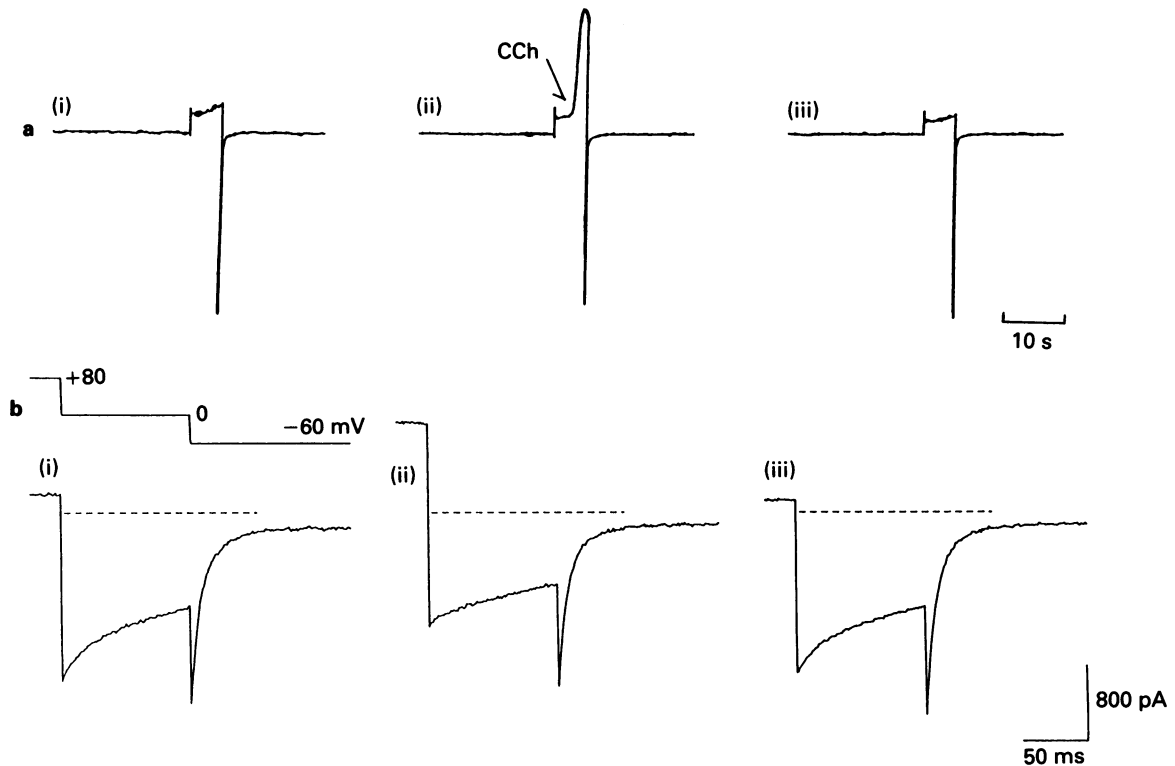 CCh
(i)
(ii)
(iii)
a
10 s
+80
b
0
−60 mV
(i)
(ii)
(iii)
800 pA
50 ms